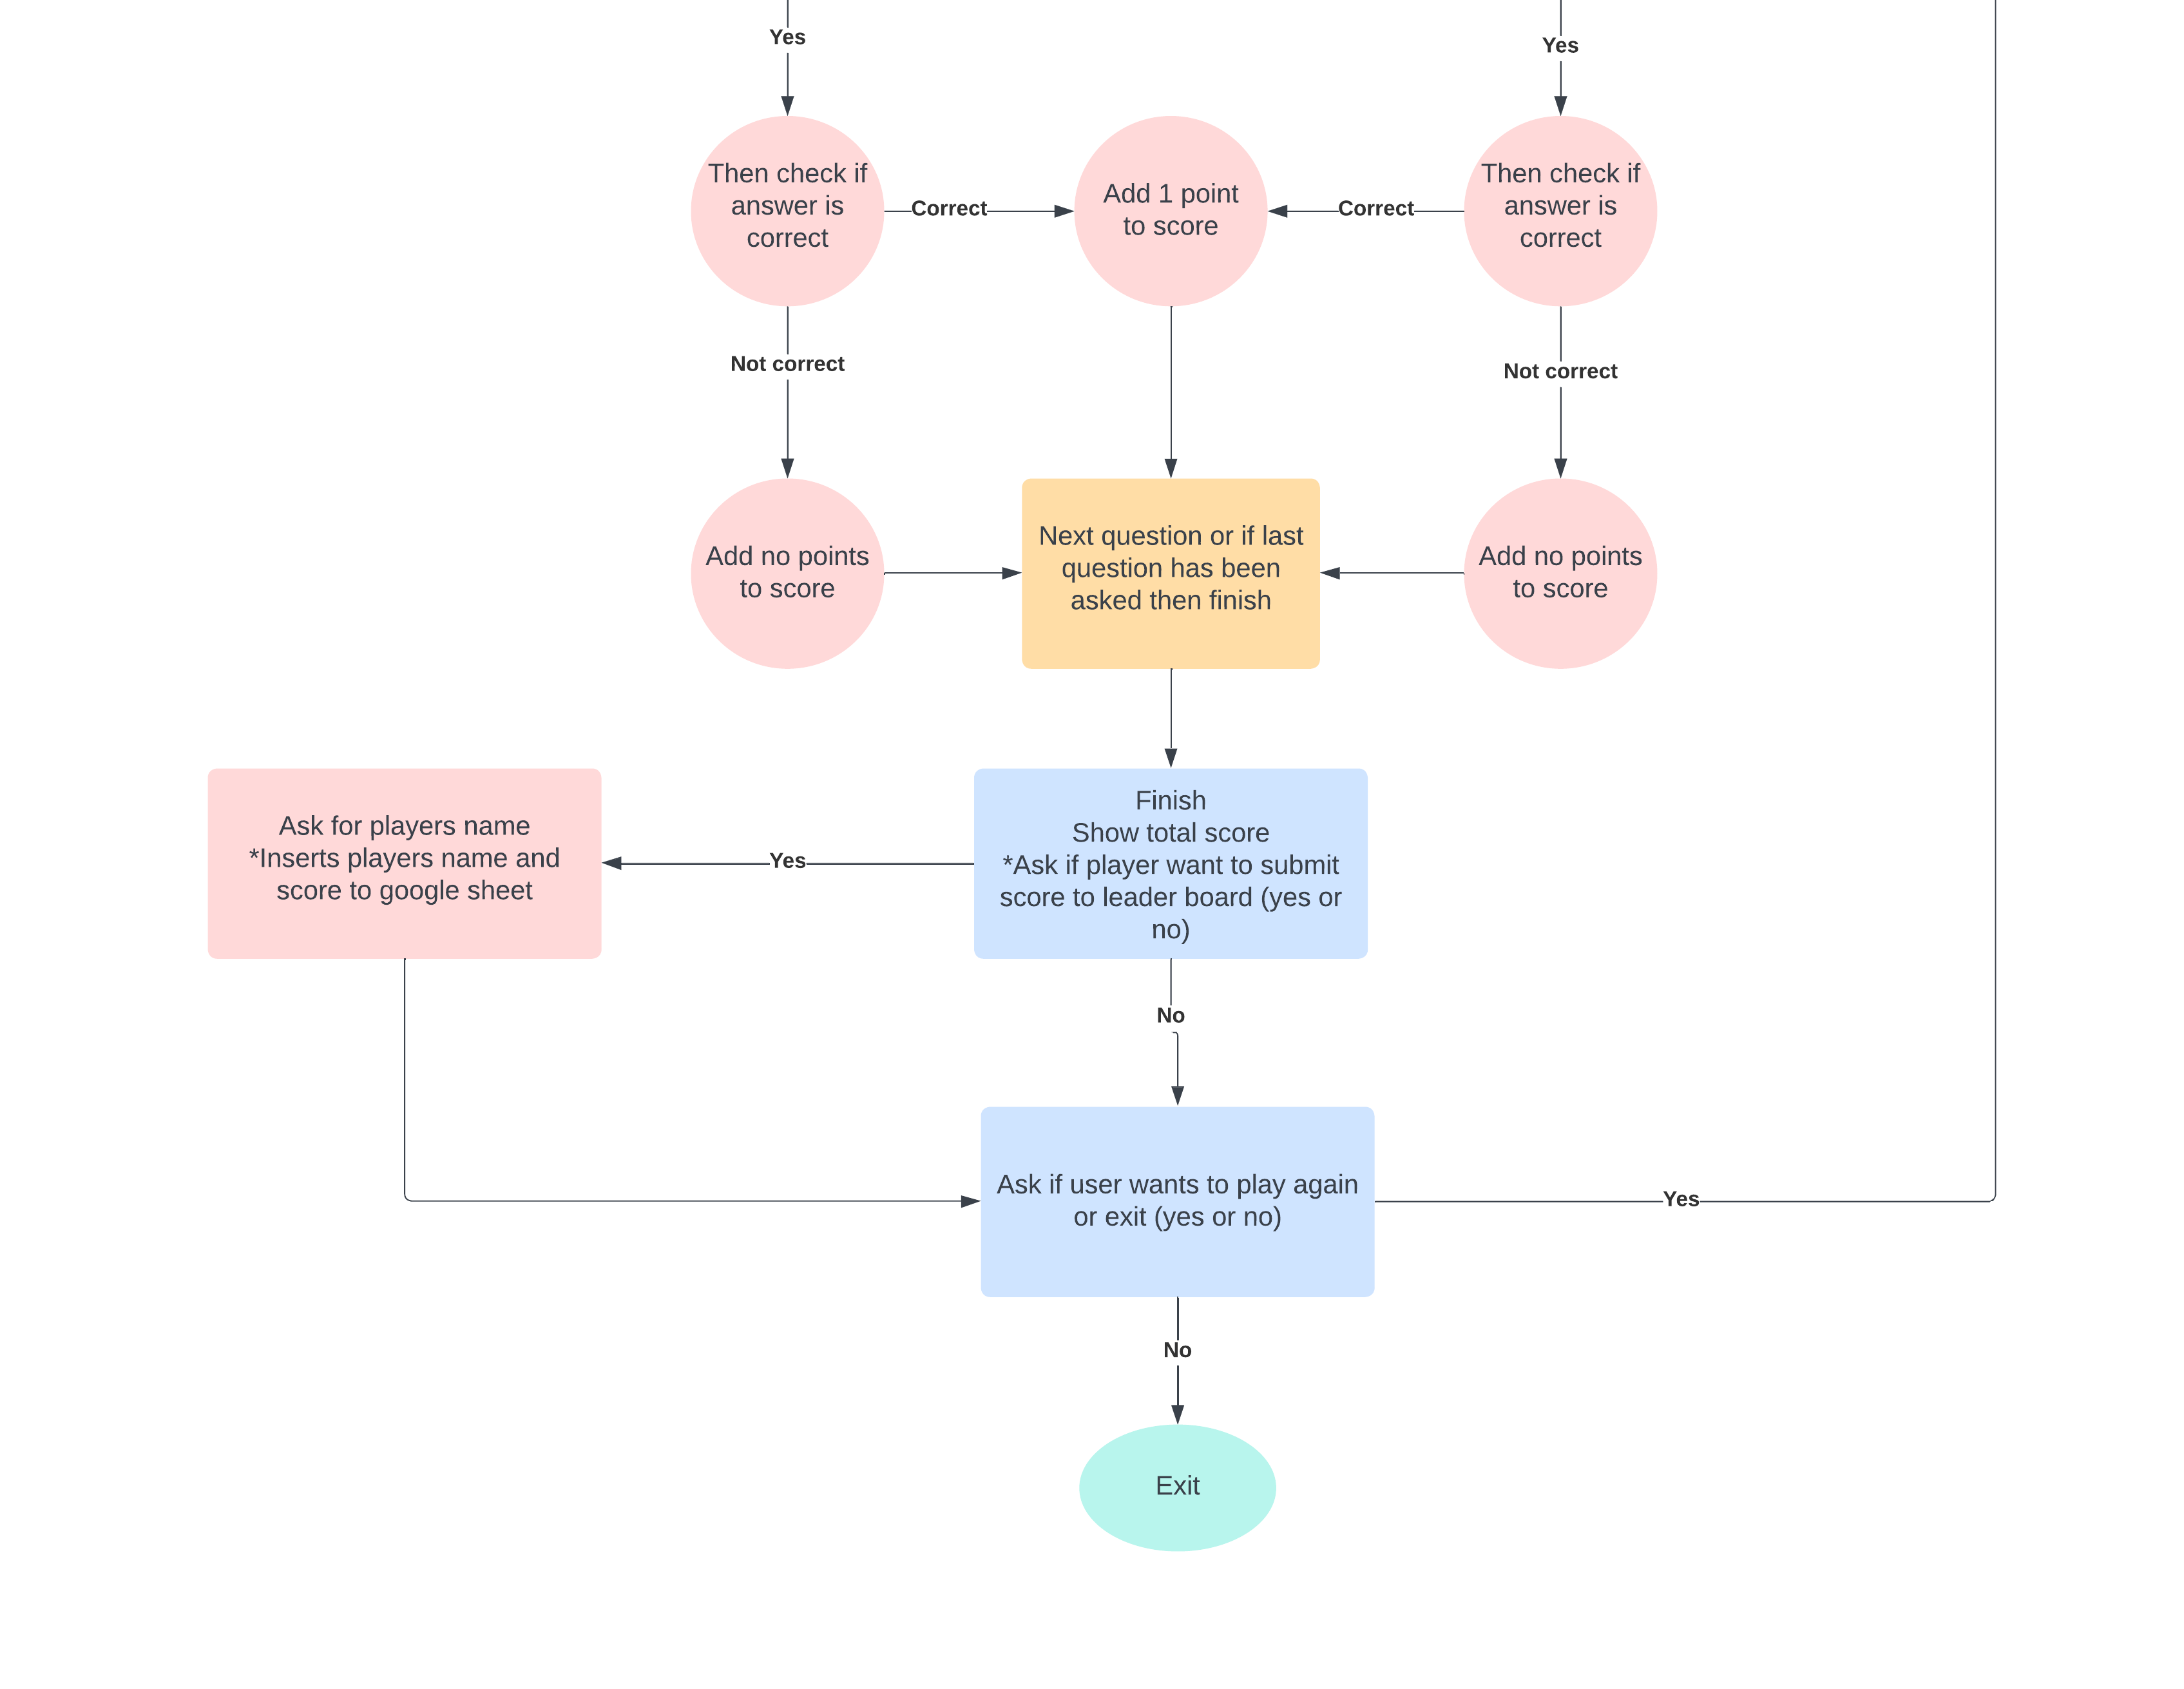 Yes
Yes
Then check if
answer is
correct
Correct
Add 1 point
to score
Correct
Then check if
answer is
correct
Not correct
Not correct
Add no points
to score
Next question or if last
question has been
asked then finish
Add no points
to score
Ask for players name
*Inserts players name and
score to google sheet
Yes
Finish
Show total score
*Ask if player want to submit
score to leader board (yes or
no)
No
Ask if user wants to play again
or exit (yes or no)
Yes
No
Exit